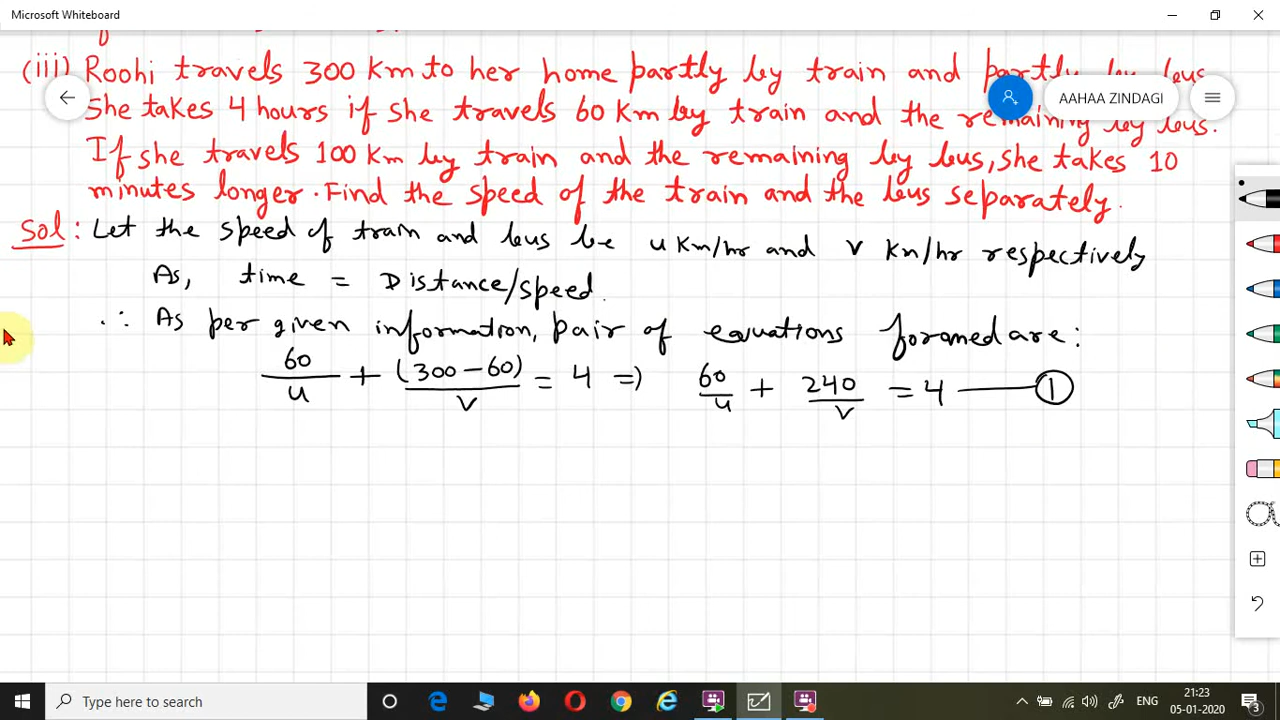 Microsoft Whiteboard
(iii) Roohi travels 300 Km to her home partly by train and partly by bus.
She takes 4 hours if she travels 60 Km by train and the remaining by bus.
If she travels 100 Km by train and the remaining by bus, she takes 10
minutes longer. Find the speed of the train and the bus separately.
AAHAA ZINDAGI
Sol: Let the speed of train and bus be u Km/hr and v Km/hr respectively
As, time = Distance/speed.
∴ As per given information, pair of equations formed are:
60/u + (300-60)/v = 4 => 60/u + 240/v = 4 —— ①
Type here to search
ENG
21:23
05-01-2020
3